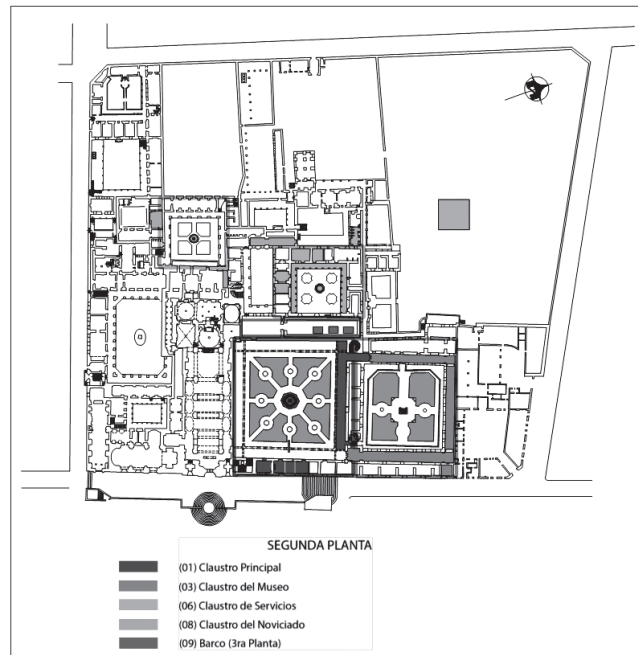 SEGUNDA PLANTA
(01) Claustro Principal
(03) Claustro del Museo
(06) Claustro de Servicios
(08) Claustro del Noviciado
(09) Barco (3ra Planta)